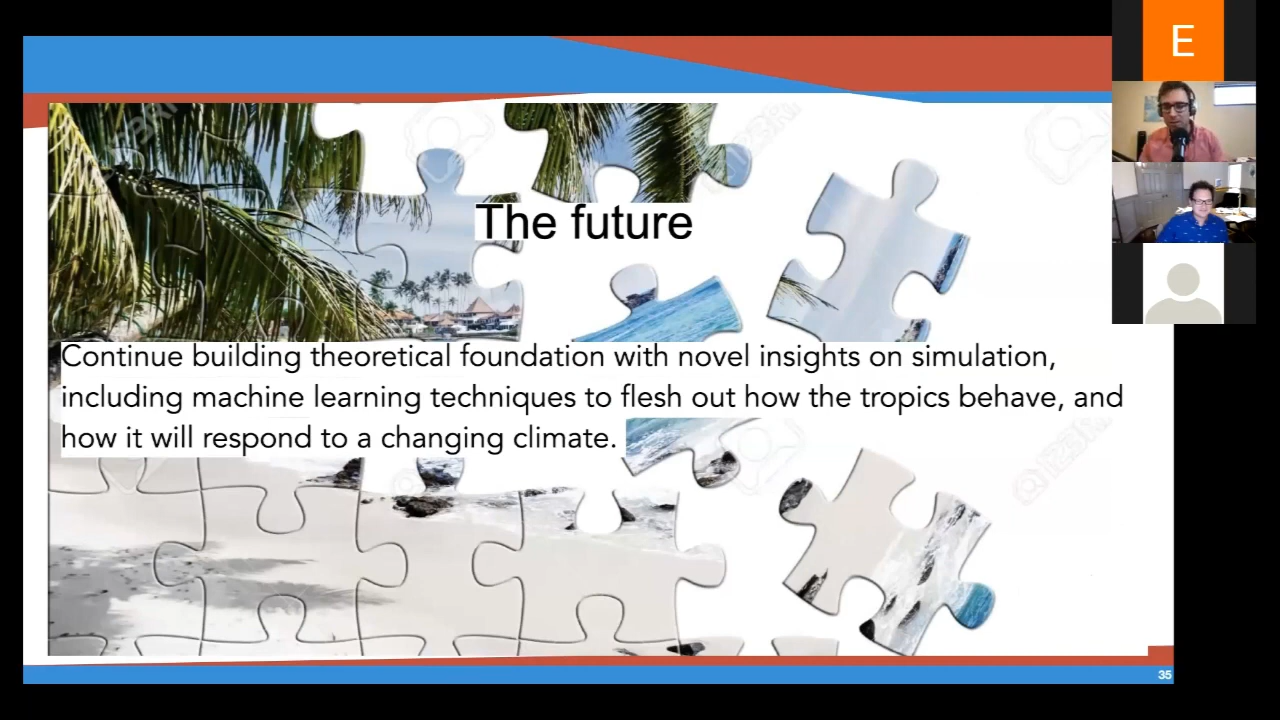 E
The future
Continue building theoretical foundation with novel insights on simulation,
including machine learning techniques to flesh out how the tropics behave, and
how it will respond to a changing climate.
35